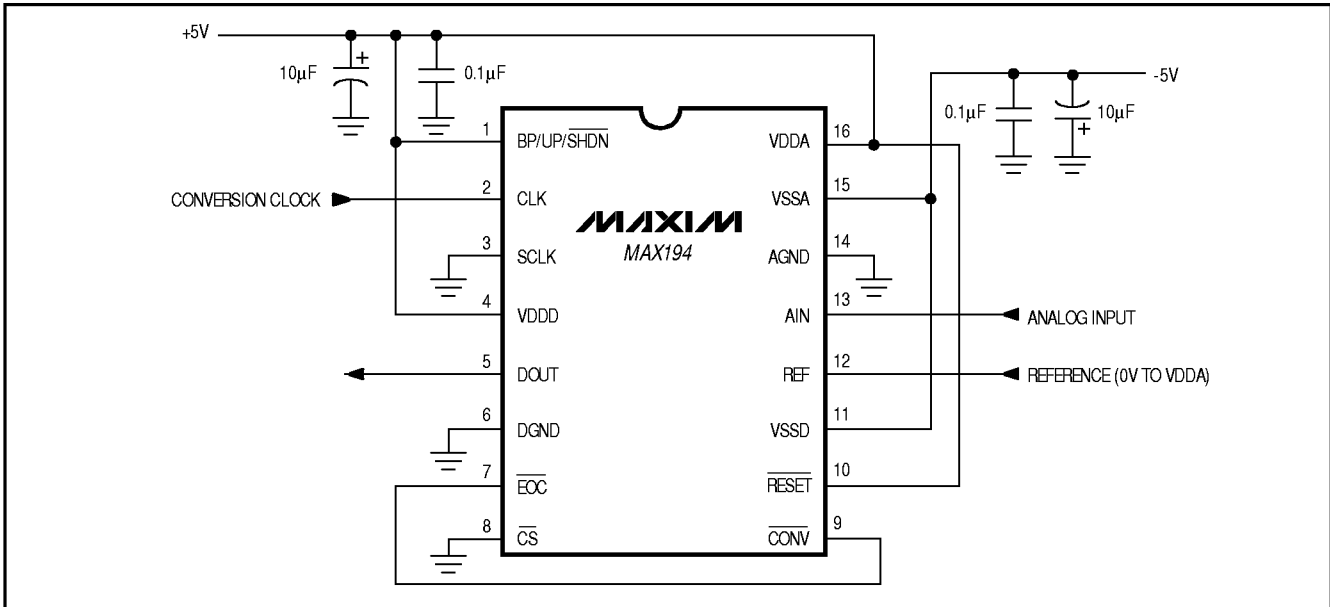 +5V
10µF
+
0.1µF
-5V
0.1µF
10µF
+
1
BP/UP/SHDN
VDDA
16
CONVERSION CLOCK
2
CLK
VSSA
15
MAXIM
MAX194
3
SCLK
AGND
14
4
VDDD
AIN
13
ANALOG INPUT
5
DOUT
REF
12
REFERENCE (0V TO VDDA)
6
DGND
VSSD
11
7
EOC
RESET
10
8
CS
CONV
9